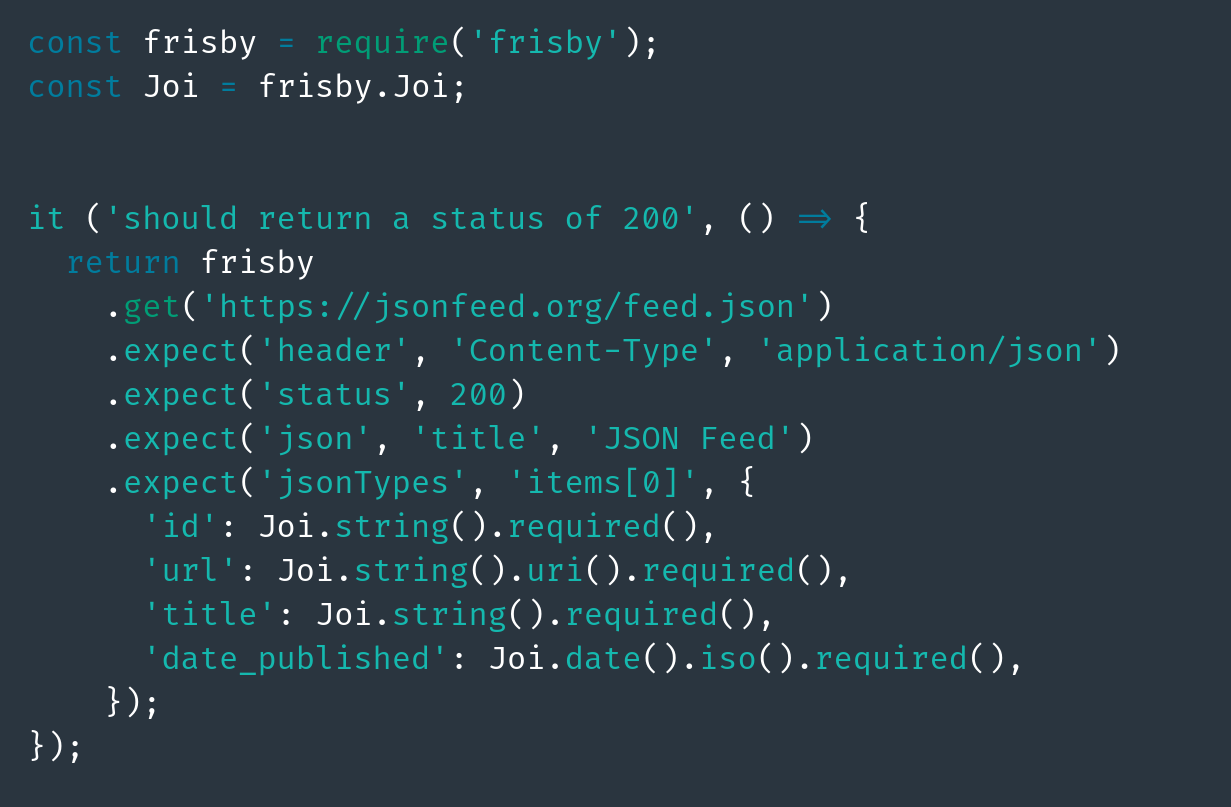 const frisby = require('frisby');
const Joi = frisby.Joi;
it ('should return a status of 200', () => {
  return frisby
    .get('https://jsonfeed.org/feed.json')
    .expect('header', 'Content-Type', 'application/json')
    .expect('status', 200)
    .expect('json', 'title', 'JSON Feed')
    .expect('jsonTypes', 'items[0]', {
      'id': Joi.string().required(),
      'url': Joi.string().uri().required(),
      'title': Joi.string().required(),
      'date_published': Joi.date().iso().required(),
    });
});